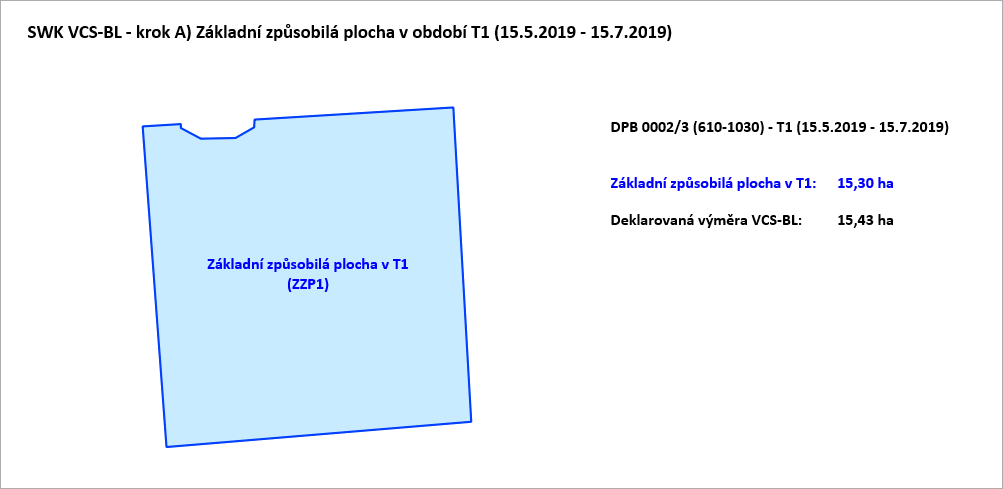 SWK VCS-BL - krok A) Základní způsobilá plocha v období T1 (15.5.2019 - 15.7.2019)
DPB 0002/3 (610-1030) - T1 (15.5.2019 - 15.7.2019)
Základní způsobilá plocha v T1: 15,30 ha
Deklarovaná výměra VCS-BL: 15,43 ha
Základní způsobilá plocha v T1
(ZZP1)